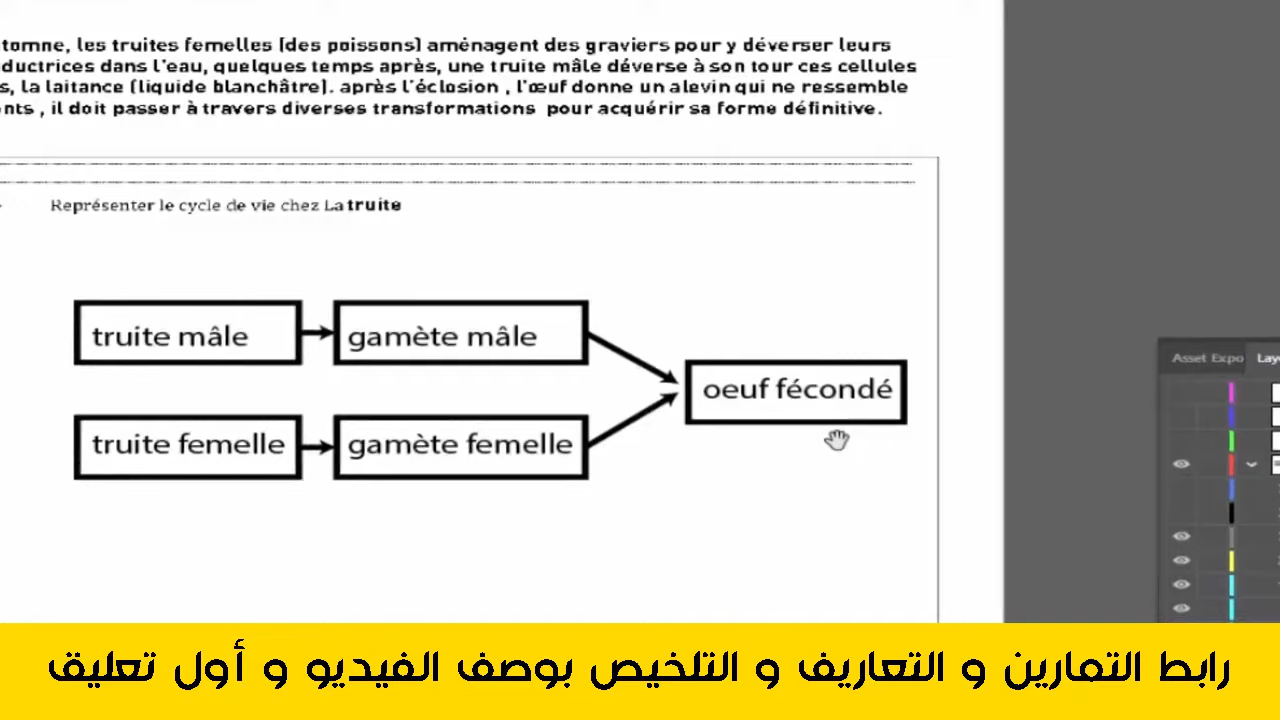 tomne, les truites femelles (des poissons) aménagent des graviers pour y déverser leurs
ductrices dans l'eau, quelques temps après, une truite mâle déverse à son tour ces cellules
s, la laitance (liquide blanchâtre). après l'éclosion , l'œuf donne un alevin qui ne ressemble
nts , il doit passer à travers diverses transformations pour acquérir sa forme définitive.
Représenter le cycle de vie chez La truite
truite mâle
gamète mâle
oeuf fécondé
truite femelle
gamète femelle
Asset Expo
Laye
رابط التمارين و التعاريف و التلخيص بوصف الفيديو و أول تعليق